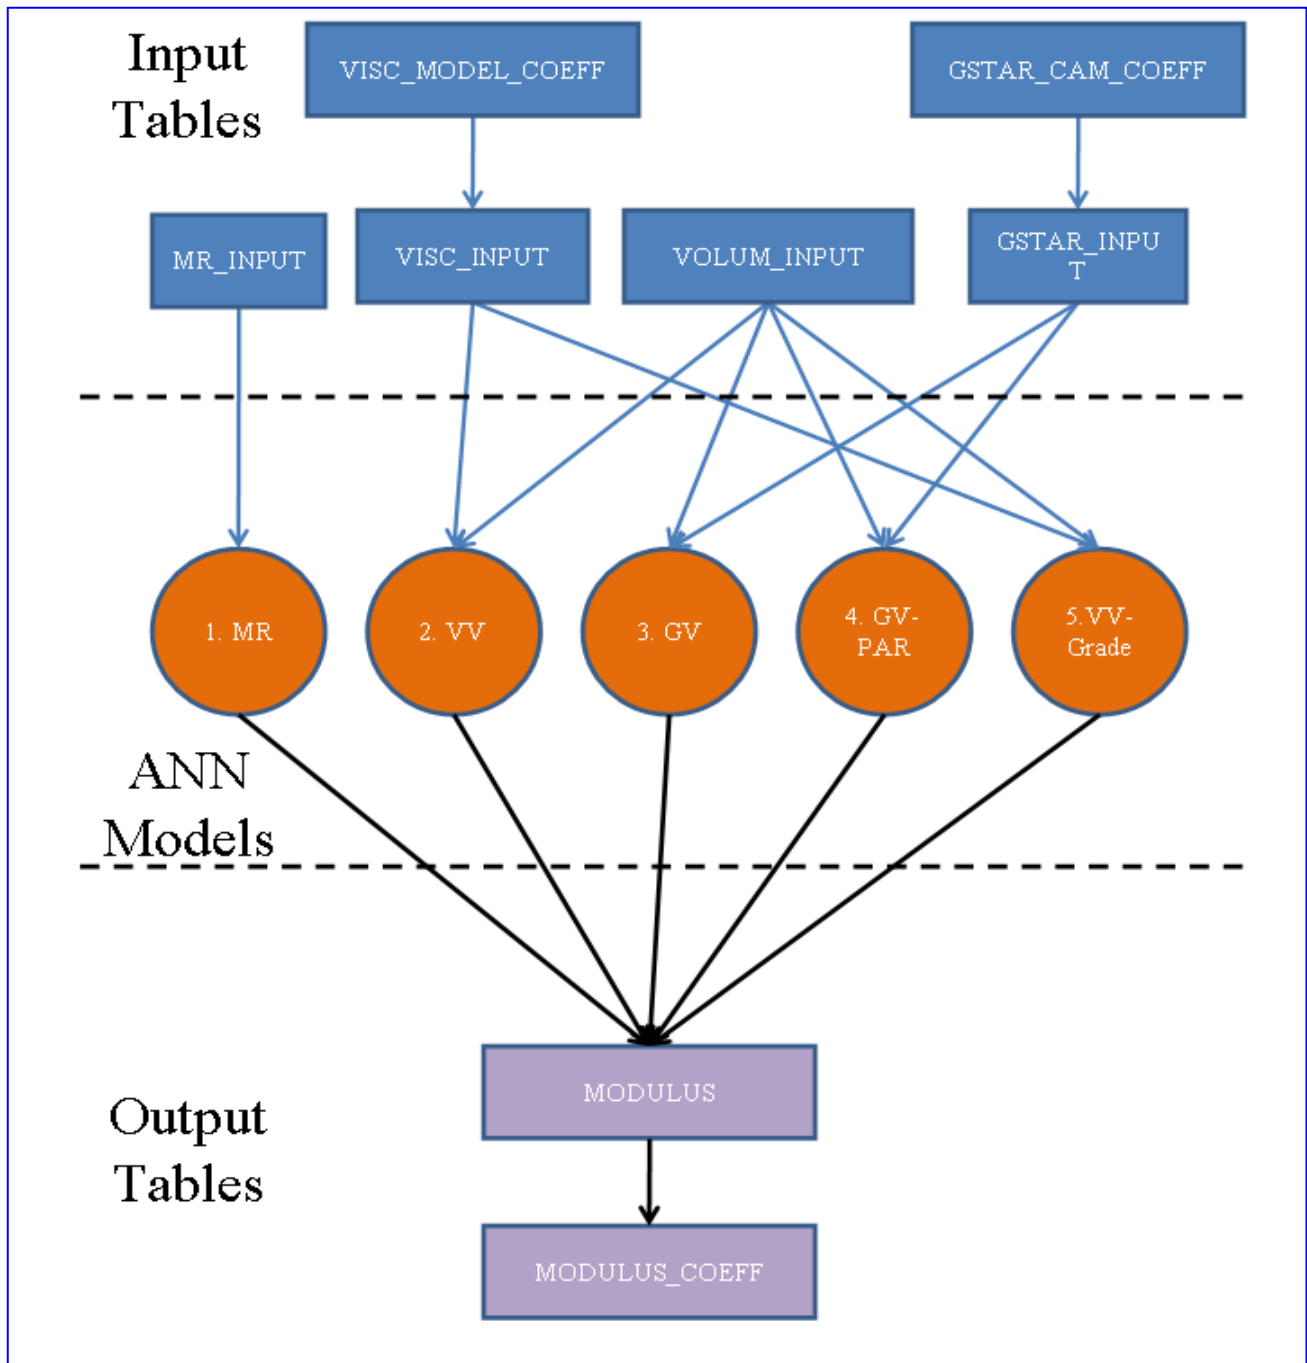 Input
Tables
VISC_MODEL_COEFF
GSTAR_CAM_COEFF
MR_INPUT
VISC_INPUT
VOLUM_INPUT
GSTAR_INPU
T
1. MR
2. VV
3. GV
4. GV-
PAR
5.VV-
Grade
ANN
Models
MODULUS
Output
Tables
MODULUS_COEFF